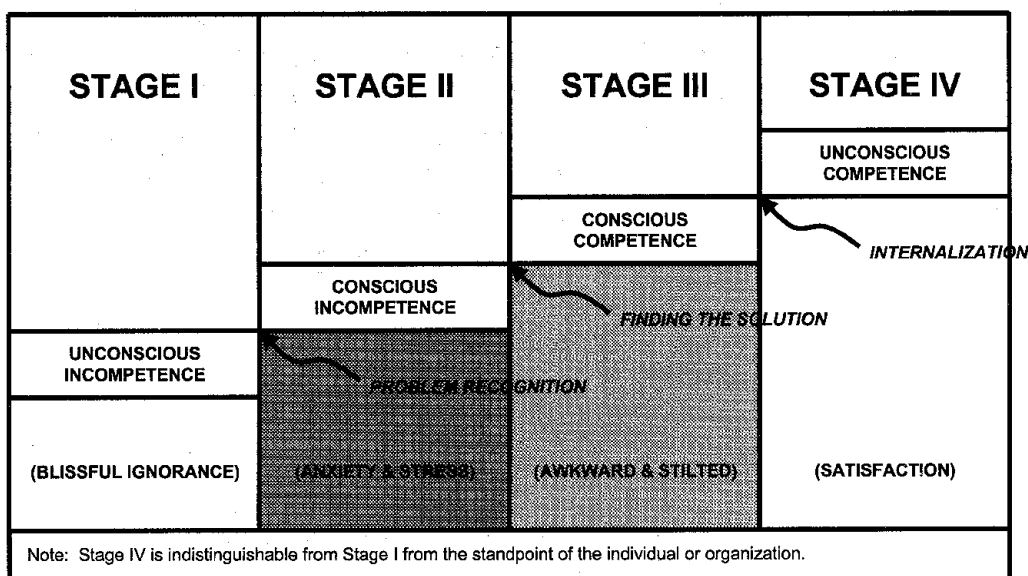 STAGE I
STAGE II
STAGE III
STAGE IV
UNCONSCIOUS
COMPETENCE
CONSCIOUS
COMPETENCE
INTERNALIZATION
CONSCIOUS
INCOMPETENCE
FINDING THE SOLUTION
UNCONSCIOUS
INCOMPETENCE
PROBLEM RECOGNITION
(BLISSFUL IGNORANCE)
(ANXIETY & STRESS)
(AWKWARD & STILTED)
(SATISFACTION)
Note: Stage IV is indistinguishable from Stage I from the standpoint of the individual or organization.